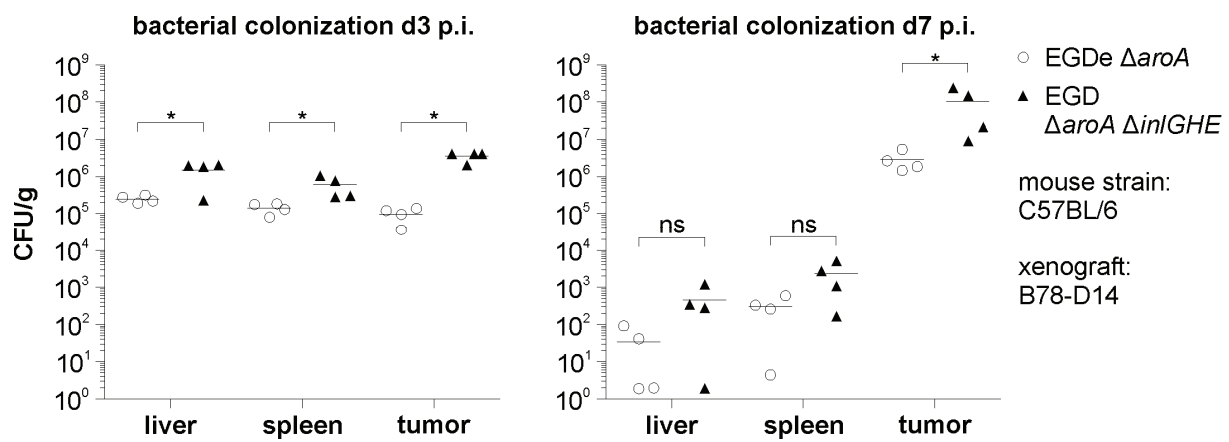 bacterial colonization d3 p.i.
bacterial colonization d7 p.i.
CFU/g
10⁹
10⁸
10⁷
10⁶
10⁵
10⁴
10³
10²
10¹
10⁰
*
*
*
liver
spleen
tumor
10⁹
10⁸
10⁷
10⁶
10⁵
10⁴
10³
10²
10¹
10⁰
ns
ns
*
liver
spleen
tumor
EGDe ΔaroA
EGD
ΔaroA ΔinlGHE
mouse strain:
C57BL/6
xenograft:
B78-D14